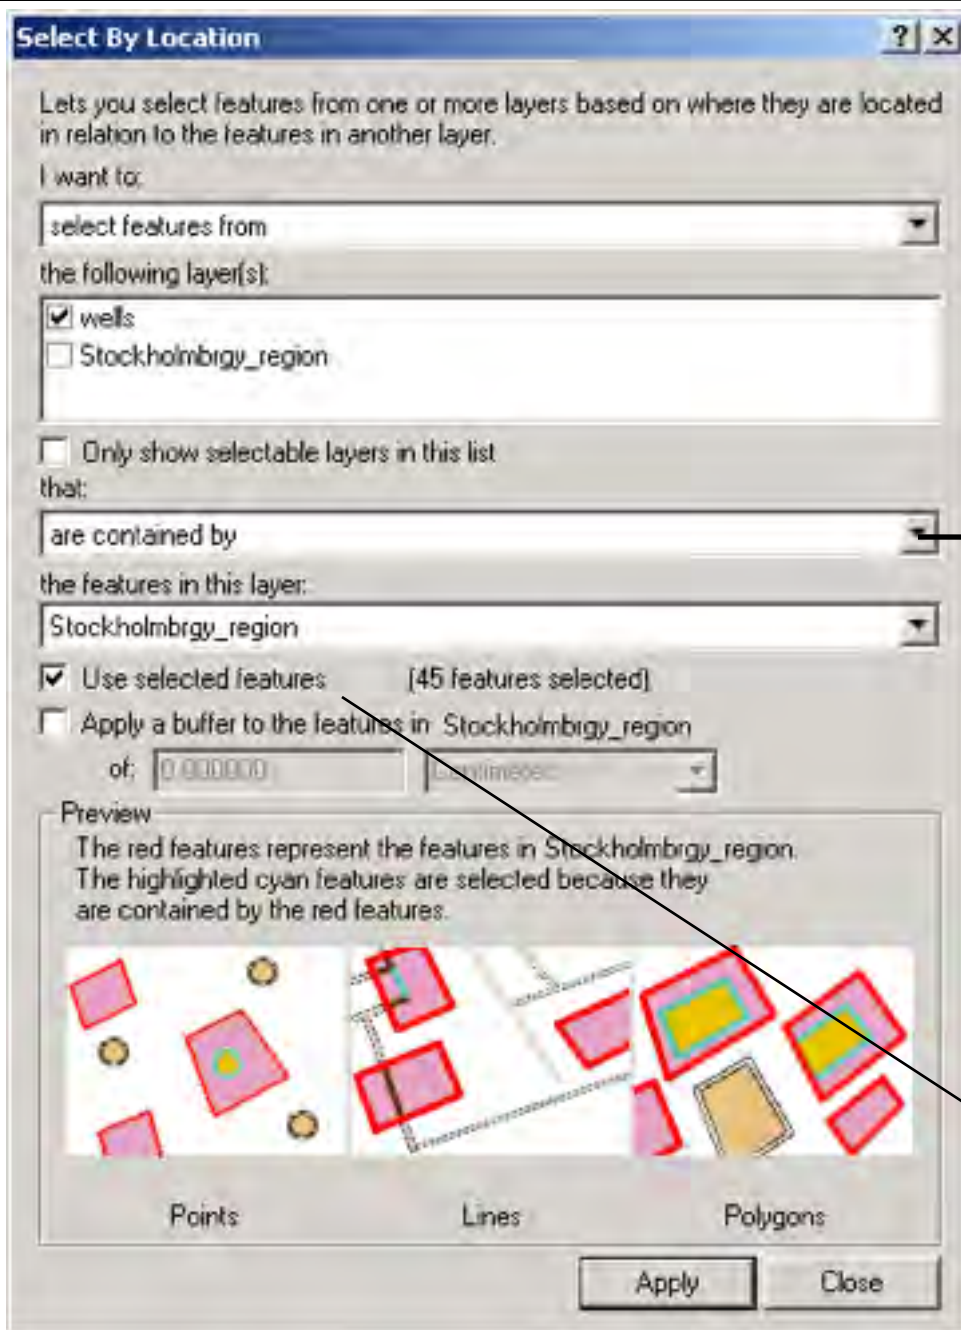 Select By Location
Lets you select features from one or more layers based on where they are located
in relation to the features in another layer.
I want to:
select features from
the following layer(s):
wells
Stockholmbrgy_region
Only show selectable layers in this list
that:
are contained by
the features in this layer:
Stockholmbrgy_region
Use selected features (45 features selected)
Apply a buffer to the features in Stockholmbrgy_region
of: 0.000000 Centimeters
Preview
The red features represent the features in Stockholmbrgy_region.
The highlighted cyan features are selected because they
are contained by the red features.
Points Lines Polygons
Apply Close